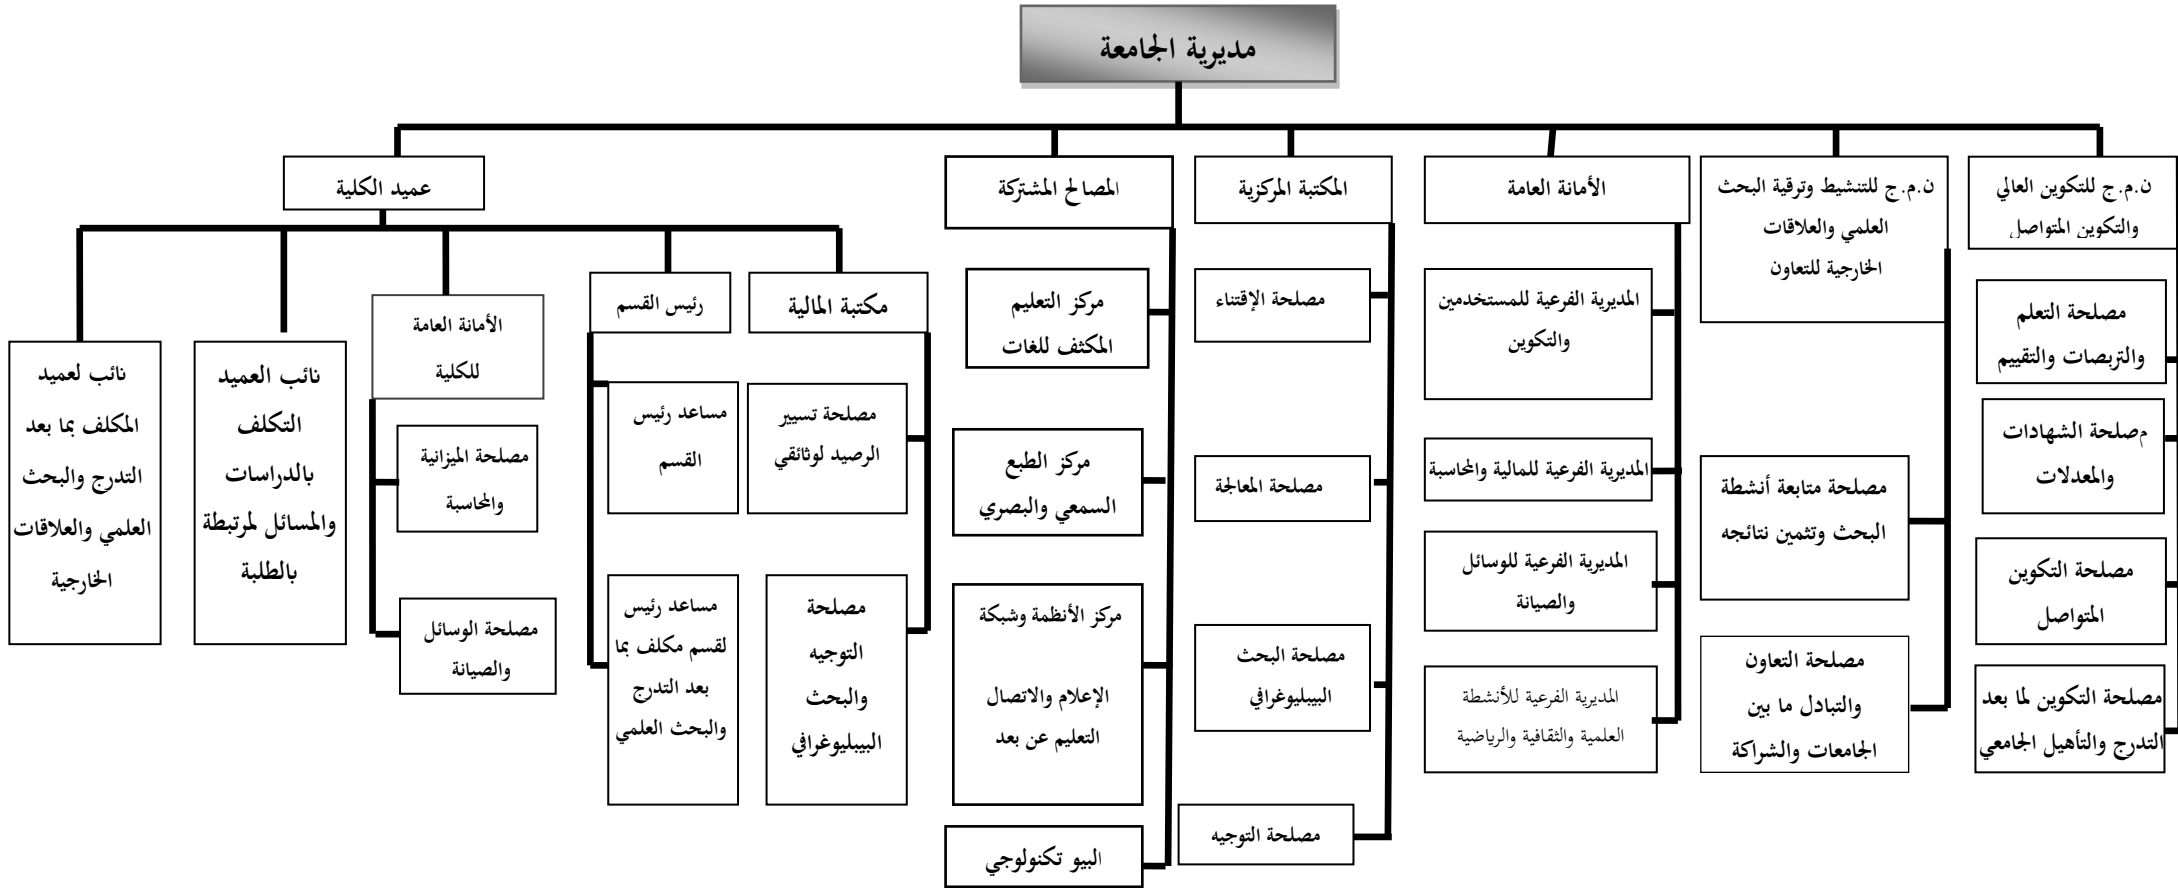 مديرية الجامعة
ن.م.ج للتكوين العالي
والتكوين المتواصل
مصلحة التعلم
والتربصات والتقييم
مصلحة الشهادات
والمعدلات
مصلحة التكوين
المتواصل
مصلحة التكوين لما بعد
التدرج والتأهيل الجامعي
ن.م.ج للتنشيط وترقية البحث
العلمي والعلاقات
الخارجية للتعاون
مصلحة متابعة أنشطة
البحث وتثمين نتائجه
مصلحة التعاون
والتبادل ما بين
الجامعات والشراكة
الأمانة العامة
المديرية الفرعية للمستخدمين
والتكوين
المديرية الفرعية للمالية والمحاسبة
المديرية الفرعية للوسائل
والصيانة
المديرية الفرعية للأنشطة
العلمية والثقافية والرياضية
المكتبة المركزية
مصلحة الإقتناء
مصلحة المعالجة
مصلحة البحث
البيبليوغرافي
مصلحة التوجيه
المصالح المشتركة
مركز التعليم
المكثف للغات
مركز الطبع
السمعي والبصري
مركز الأنظمة وشبكة
الإعلام والاتصال
التعليم عن بعد
البيو تكنولوجي
عميد الكلية
مكتبة المالية
مصلحة تسيير
الرصيد لوثائقي
مصلحة
التوجيه
والبحث
البيبليوغرافي
رئيس القسم
مساعد رئيس
القسم
مساعد رئيس
لقسم مكلف بما
بعد التدرج
والبحث العلمي
الأمانة العامة
للكلية
مصلحة الميزانية
والمحاسبة
مصلحة الوسائل
والصيانة
نائب العميد
التكلف
بالدراسات
والمسائل لمرتبطة
بالطلبة
نائب لعميد
المكلف بما بعد
التدرج والبحث
العلمي والعلاقات
الخارجية